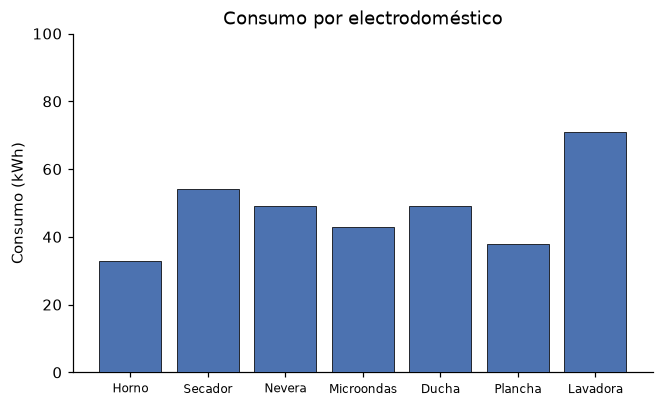 Consumo por electrodoméstico
Consumo (kWh)
100
80
60
40
20
0
Horno Secador Nevera Microondas Ducha Plancha Lavadora